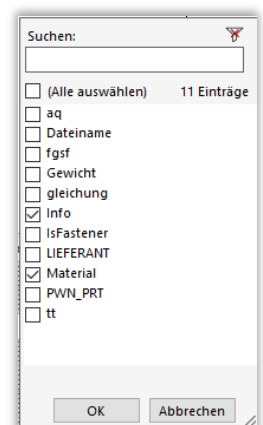 Suchen:
(Alle auswählen) 11 Einträge
aq
Dateiname
fgsf
Gewicht
gleichung
Info
IsFastener
LIEFERANT
Material
PWN_PRT
tt
OK Abbrechen